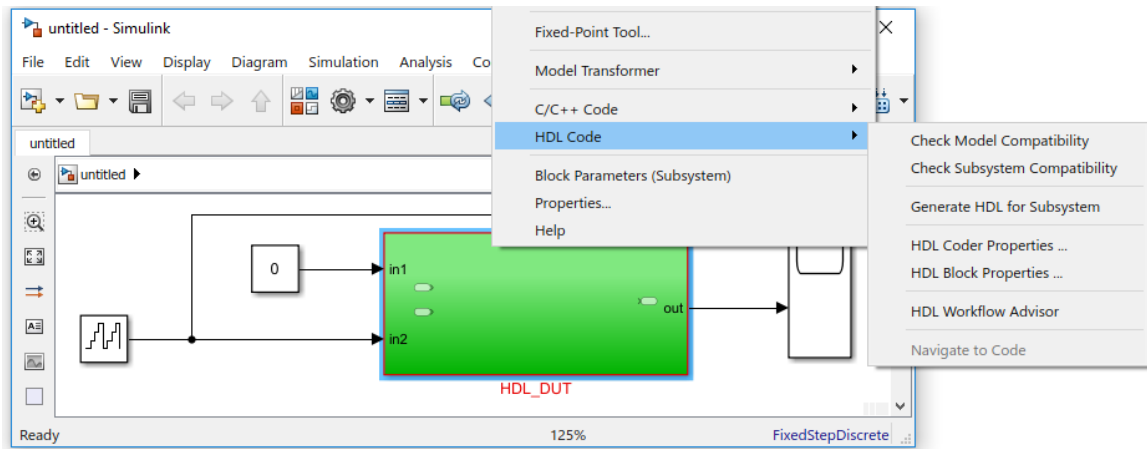 untitled - Simulink
File Edit View Display Diagram Simulation Analysis Co
untitled
untitled
0
in1
in2
out
HDL_DUT
Ready
125%
FixedStepDiscrete
Fixed-Point Tool...
Model Transformer
C/C++ Code
HDL Code
Block Parameters (Subsystem)
Properties...
Help
Check Model Compatibility
Check Subsystem Compatibility
Generate HDL for Subsystem
HDL Coder Properties ...
HDL Block Properties ...
HDL Workflow Advisor
Navigate to Code